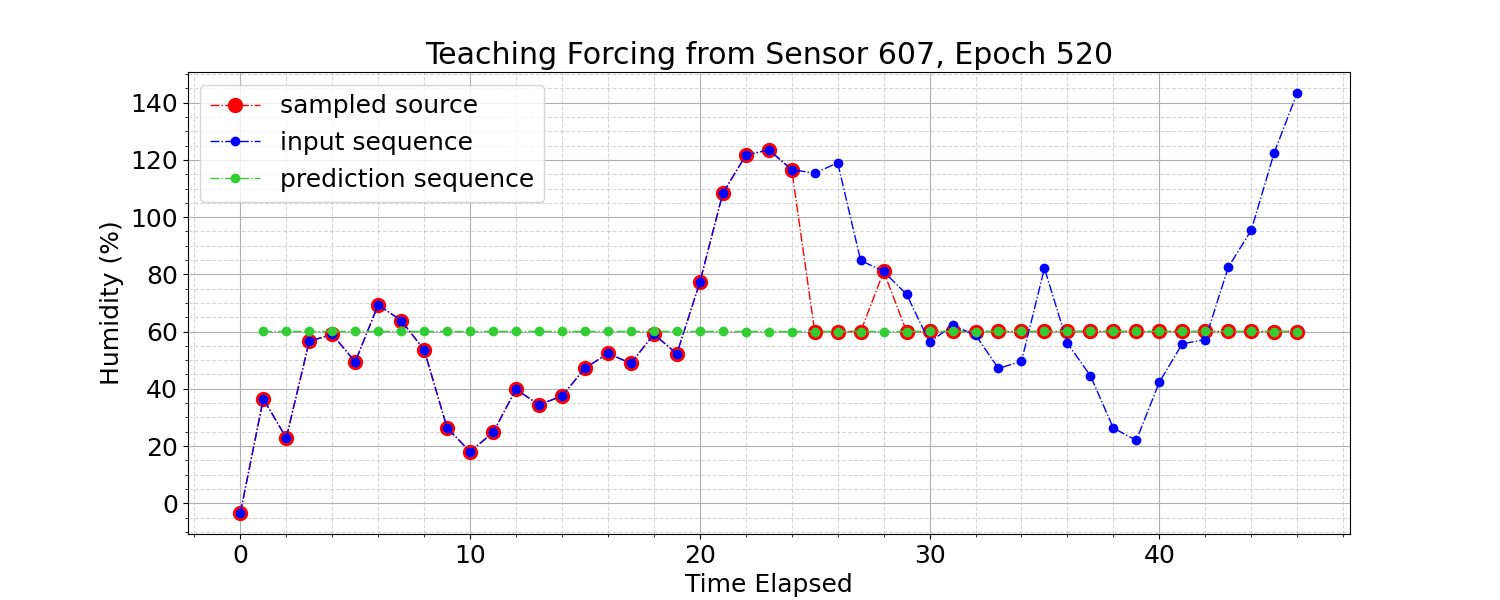 Teaching Forcing from Sensor 607, Epoch 520
sampled source
input sequence
prediction sequence
Humidity (%)
140
120
100
80
60
40
20
0
0 10 20 30 40
Time Elapsed